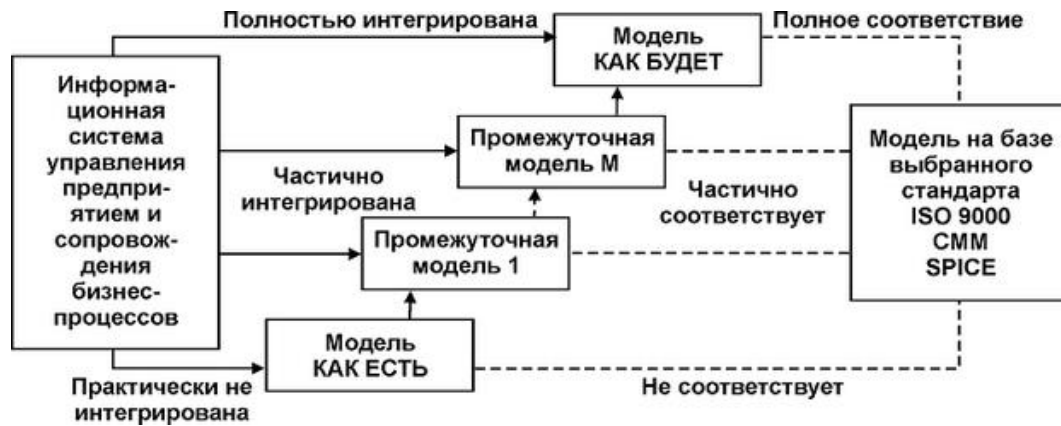 Полностью интегрирована
Модель
КАК БУДЕТ
Полное соответствие
Информа-
ционная
система
управления
предпри-
ятием и
сопровож-
дения
бизнес-
процессов
Промежуточная
модель М
Модель на базе
выбранного
стандарта
ISO 9000
CMM
SPICE
Частично
интегрирована
Частично
соответствует
Промежуточная
модель 1
Модель
КАК ЕСТЬ
Практически не
интегрирована
Не соответствует